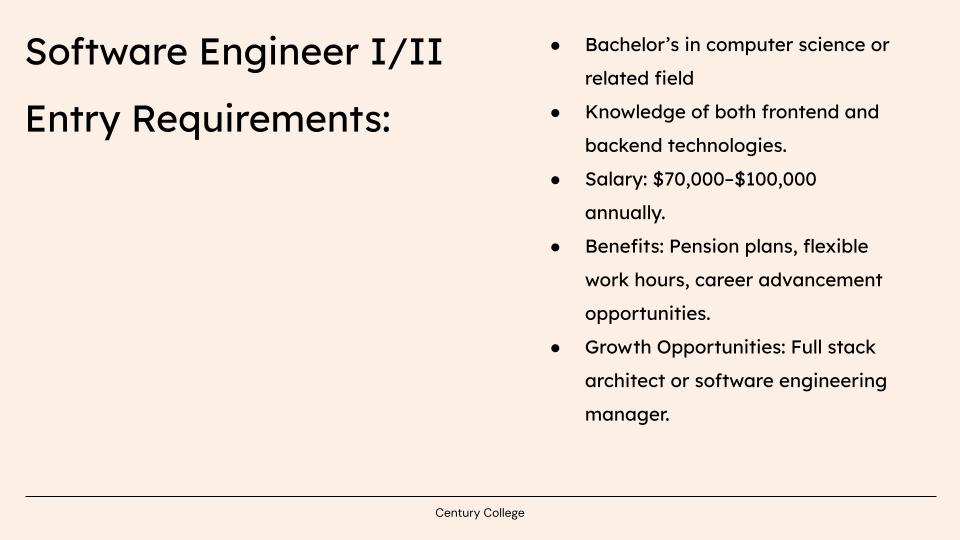 Software Engineer I/II
Entry Requirements:
● Bachelor’s in computer science or
related field
● Knowledge of both frontend and
backend technologies.
● Salary: $70,000–$100,000
annually.
● Benefits: Pension plans, flexible
work hours, career advancement
opportunities.
● Growth Opportunities: Full stack
architect or software engineering
manager.
Century College